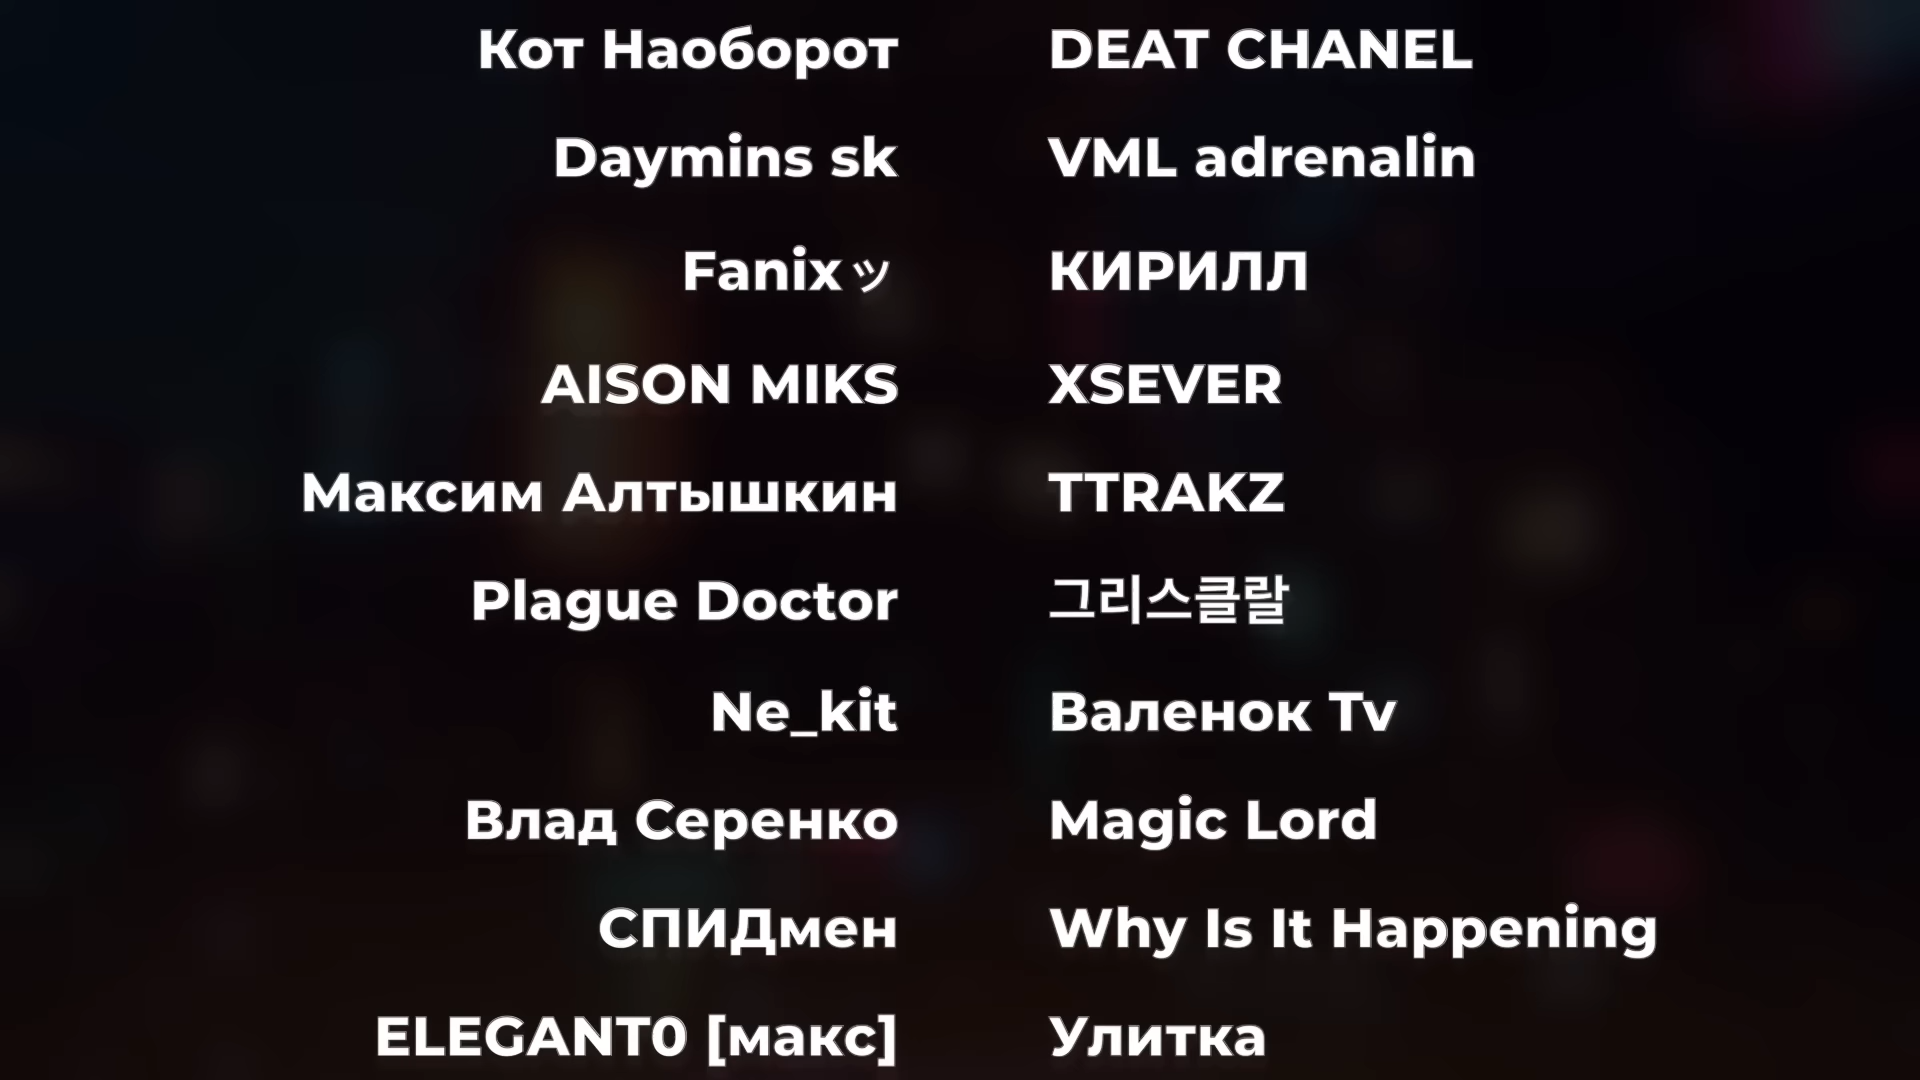 Кот Наоборот
DEAT CHANEL
Daymins sk
VML adrenalin
Fanixッ
КИРИЛЛ
AISON MIKS
XSEVER
Максим Алтышкин
TTRAKZ
Plague Doctor
그리스클랄
Ne_kit
Валенок Tv
Влад Серенко
Magic Lord
СПИДмен
Why Is It Happening
ELEGANT0 [макс]
Улитка